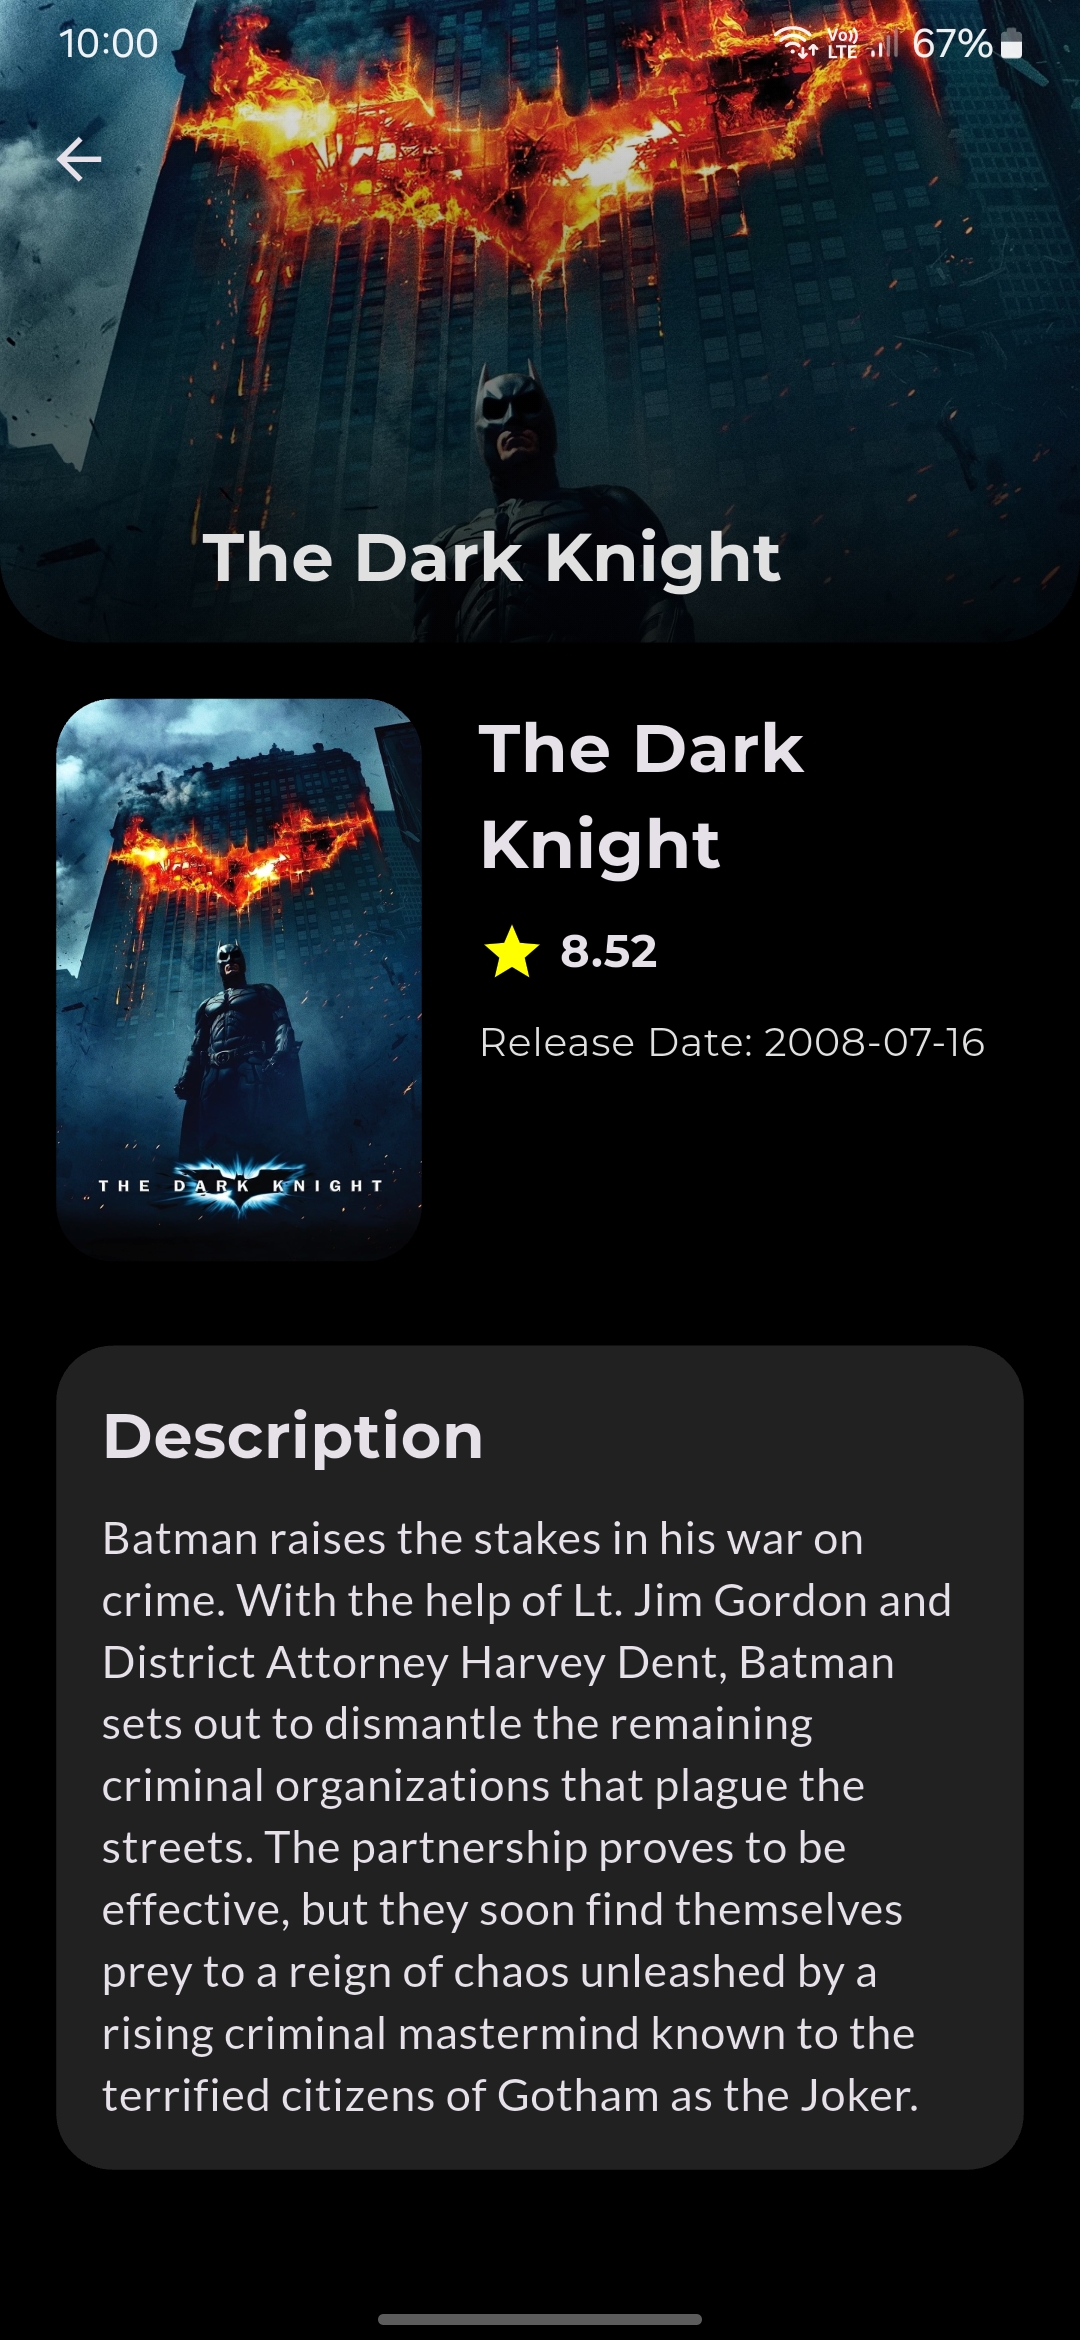 10:00
Vo))
LTE
67%
The Dark Knight
The Dark
Knight
8.52
Release Date: 2008-07-16
THE DARK KNIGHT
Description
Batman raises the stakes in his war on
crime. With the help of Lt. Jim Gordon and
District Attorney Harvey Dent, Batman
sets out to dismantle the remaining
criminal organizations that plague the
streets. The partnership proves to be
effective, but they soon find themselves
prey to a reign of chaos unleashed by a
rising criminal mastermind known to the
terrified citizens of Gotham as the Joker.